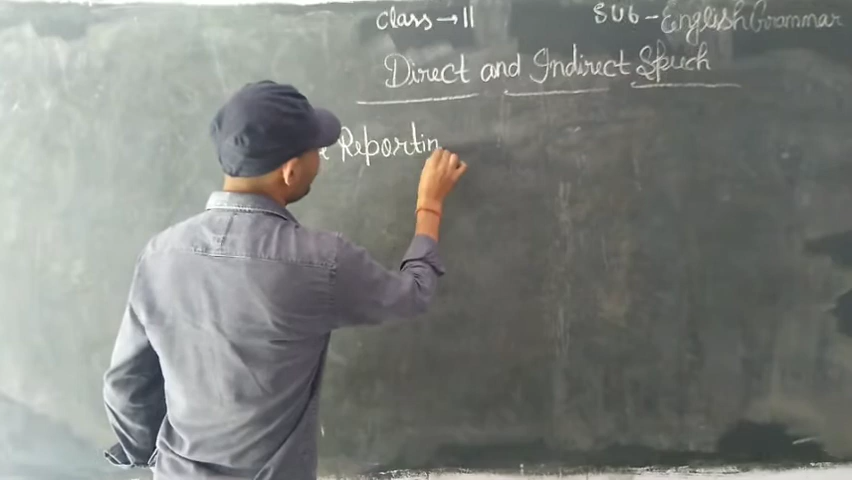 Class→11 SUB-English Grammar
Direct and Indirect Speech
Reportin